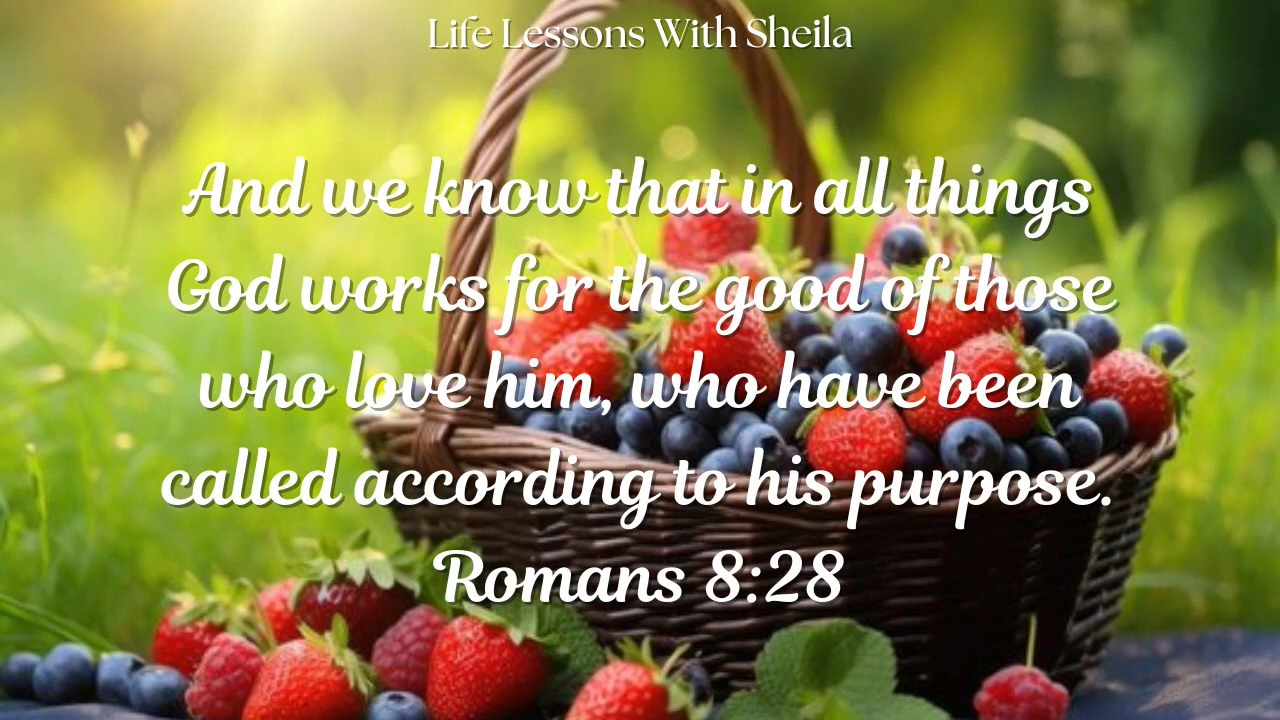 Life Lessons With Sheila
And we know that in all things
God works for the good of those
who love him, who have been
called according to his purpose.
Romans 8:28